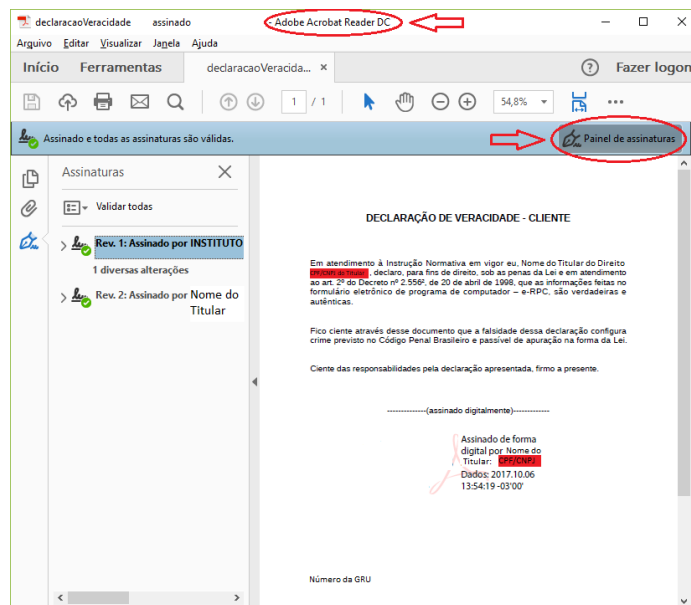 declaracaoVeracidade assinado - Adobe Acrobat Reader DC
Arquivo Editar Visualizar Janela Ajuda
Início Ferramentas declaracaoVeracida... × ? Fazer logon
1 / 1 54,8%
Assinado e todas as assinaturas são válidas. Painel de assinaturas
Assinaturas
Validar todas
Rev. 1: Assinado por INSTITUTO
1 diversas alterações
Rev. 2: Assinado por Nome do
Titular
DECLARAÇÃO DE VERACIDADE - CLIENTE
Em atendimento à Instrução Normativa em vigor eu, Nome do Titular do Direito
CPF/CNPJ do Titular, declaro, para fins de direito, sob as penas da Lei e em atendimento
ao art. 2º do Decreto nº 2.556², de 20 de abril de 1998, que as informações feitas no
formulário eletrônico de programa de computador – e-RPC, são verdadeiras e
autênticas.
Fico ciente através desse documento que a falsidade dessa declaração configura
crime previsto no Código Penal Brasileiro e passível de apuração na forma da Lei.
Ciente das responsabilidades pela declaração apresentada, firmo a presente.
--------------(assinado digitalmente)-------------
Assinado de forma
digital por Nome do
Titular: CPF/CNPJ
Dados: 2017.10.06
13:54:19 -03'00'
Número da GRU